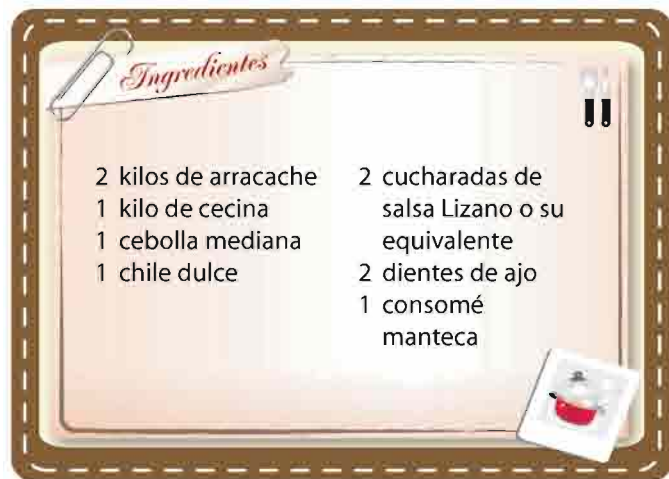 Ingredientes
2 kilos de arracache
1 kilo de cecina
1 cebolla mediana
1 chile dulce
2 cucharadas de
salsa Lizano o su
equivalente
2 dientes de ajo
1 consomé
manteca